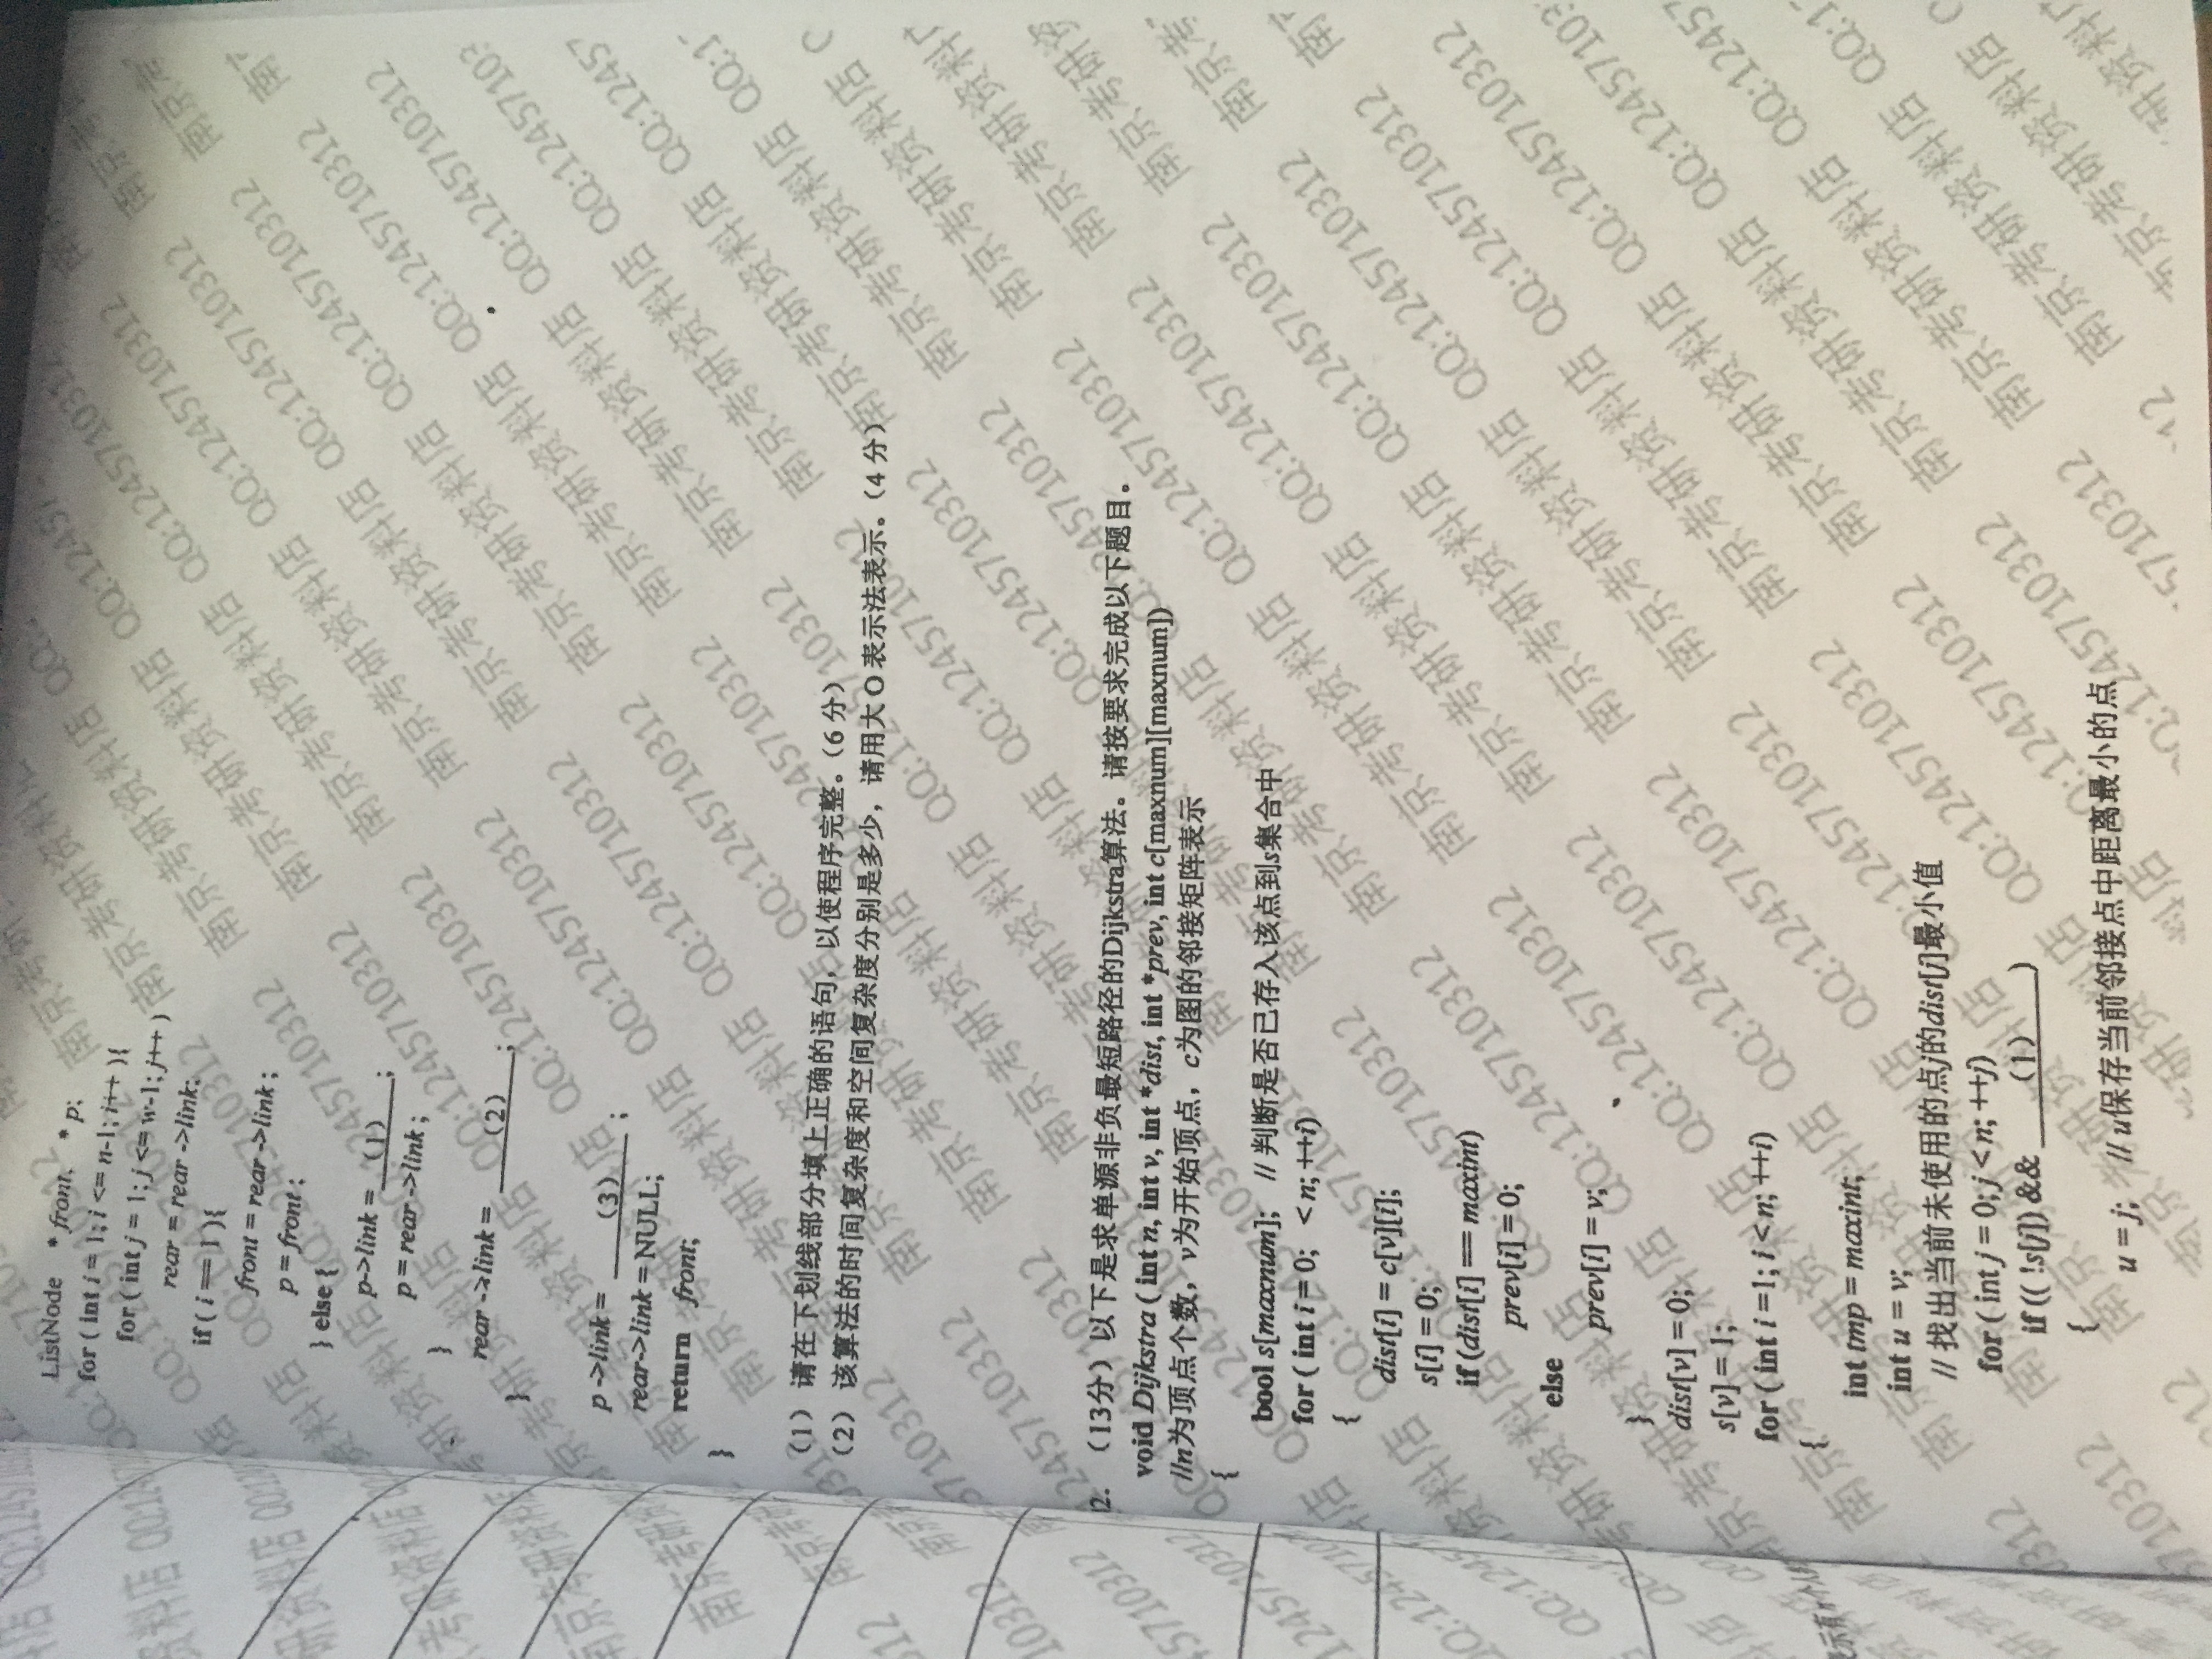 ListNode * front, * p;
for ( int i = 1; i <= n-1; i++ ){
for ( int j = 1; j <= w-1; j++ )
rear = rear ->link;
if ( i == 1 ){
front = rear ->link ;
p = front ;
} else {
p->link = （1） ;
p = rear ->link ;
}
rear ->link = （2） ;
}
p ->link = （3） ;
rear->link = NULL;
return front;
}
（1） 请在下划线部分填上正确的语句，以使程序完整。（6 分）
（2） 该算法的时间复杂度和空间复杂度分别是多少，请用大 O 表示法表示。（4 分）
2. （13分）以下是求单源非负最短路径的Dijkstra算法。请按要求完成以下题目。
void Dijkstra ( int n, int v, int *dist, int *prev, int c[maxnum][maxnum])
//n为顶点个数，v为开始顶点，c为图的邻接矩阵表示
{
bool s[maxnum]; // 判断是否已存入该点到s集合中
for ( int i = 0; < n; ++i)
{
dist[i] = c[v][i];
s[i] = 0;
if (dist[i] == maxint)
prev[i] = 0;
else
prev[i] = v;
}
dist[v] = 0;
s[v] = 1;
for ( int i =1; i < n; ++i)
{
int tmp = maxint;
int u = v;
// 找出当前未使用的点j的dist[j]最小值
for ( int j = 0; j < n; ++j)
if (( !s[j]) && （1） )
{
u = j; // u保存当前邻接点中距离最小的点
南京考研资料店 QQ:1245710312